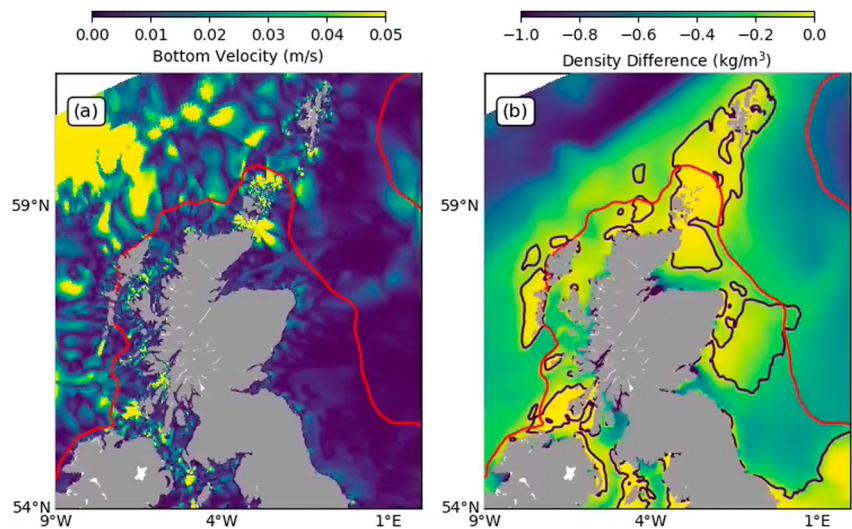 0.00 0.01 0.02 0.03 0.04 0.05
Bottom Velocity (m/s)
−1.0 −0.8 −0.6 −0.4 −0.2 0.0
Density Difference (kg/m³)
(a)
(b)
59°N
59°N
54°N
54°N
9°W 4°W 1°E
9°W 4°W 1°E